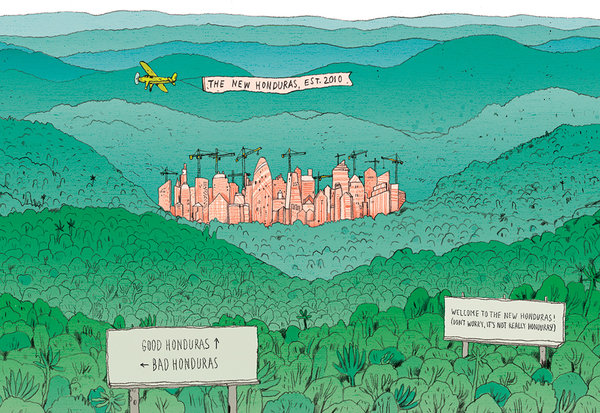 THE NEW HONDURAS, EST. 2010
WELCOME TO THE NEW HONDURAS!
(DON'T WORRY, IT'S NOT REALLY HONDURAS)
GOOD HONDURAS ↑
← BAD HONDURAS